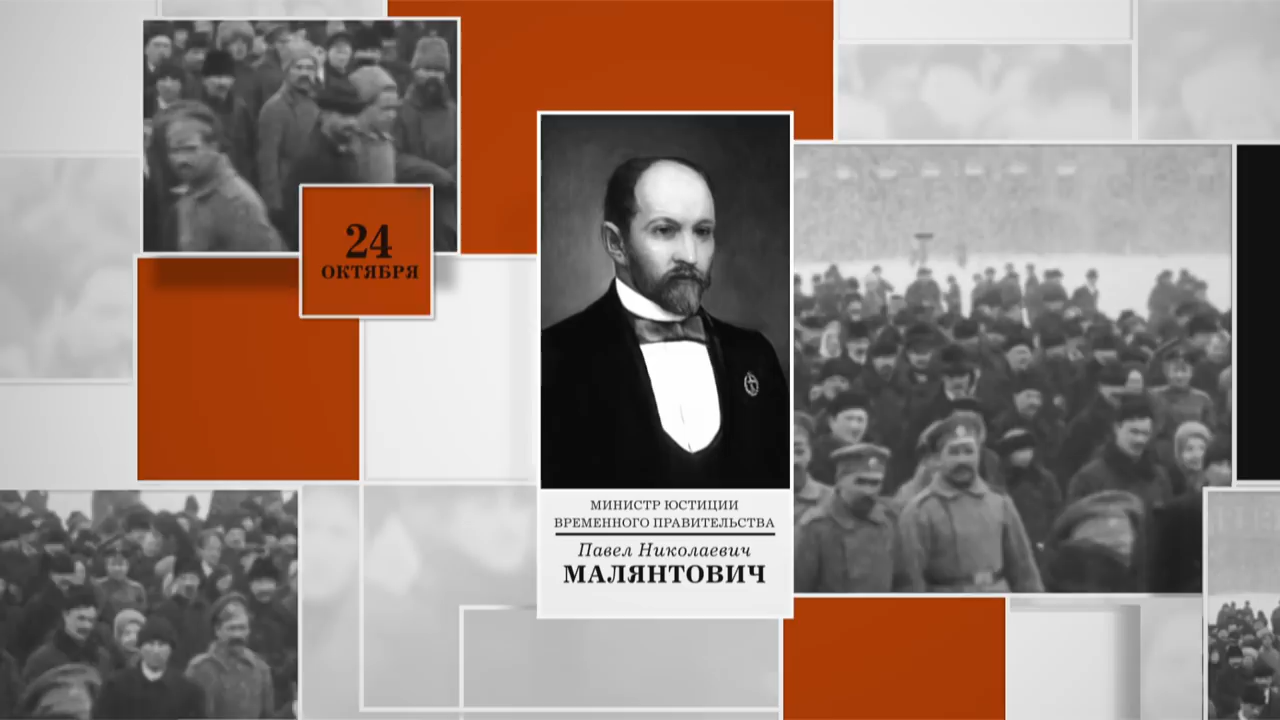 24
ОКТЯБРЯ
МИНИСТР ЮСТИЦИИ
ВРЕМЕННОГО ПРАВИТЕЛЬСТВА
Павел Николаевич
МАЛЯНТОВИЧ